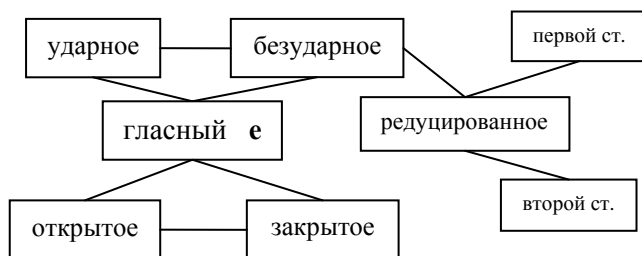 ударное
безударное
первой ст.
гласный е
редуцированное
открытое
закрытое
второй ст.